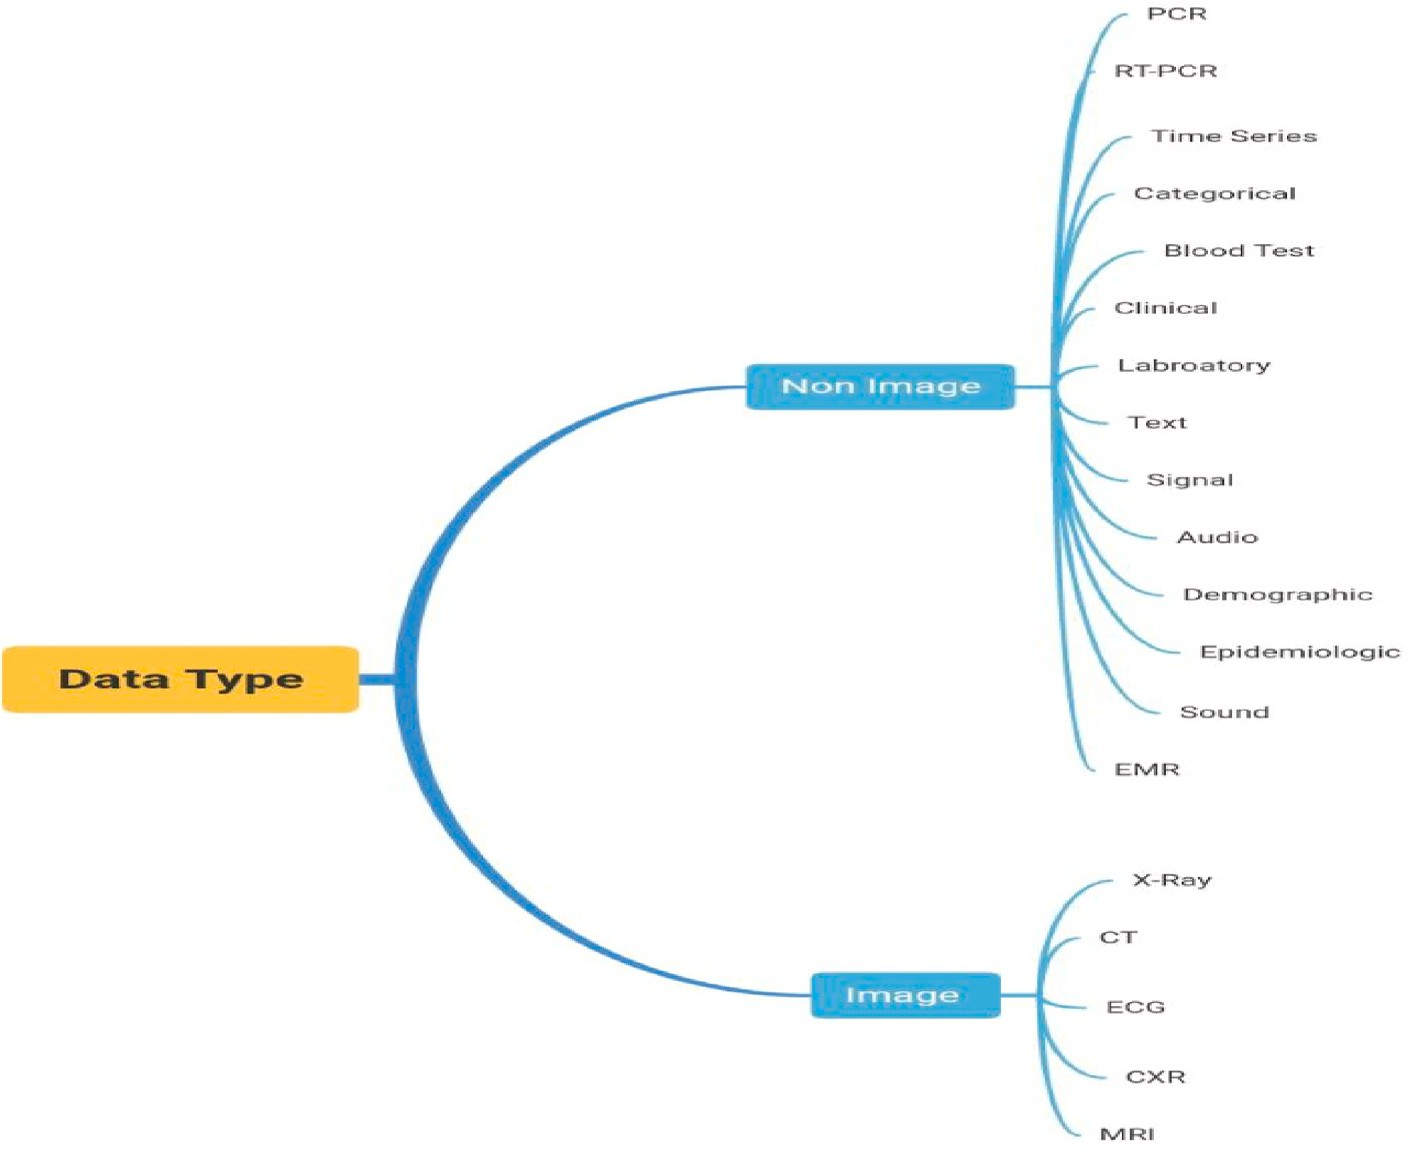 PCR
RT-PCR
Time Series
Categorical
Blood Test
Clinical
Labroatory
Non Image
Text
Signal
Audio
Demographic
Epidemiologic
Data Type
Sound
EMR
X-Ray
CT
Image
ECG
CXR
MRI